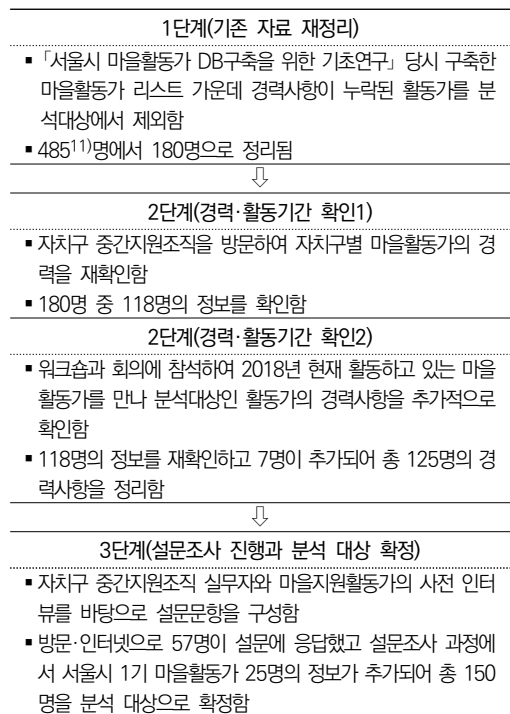 1단계(기존 자료 재정리)
▪ 「서울시 마을활동가 DB구축을 위한 기초연구」 당시 구축한
마을활동가 리스트 가운데 경력사항이 누락된 활동가를 분
석대상에서 제외함
▪ 485¹¹⁾명에서 180명으로 정리됨
⇩
2단계(경력·활동기간 확인1)
▪ 자치구 중간지원조직을 방문하여 자치구별 마을활동가의 경
력을 재확인함
▪ 180명 중 118명의 정보를 확인함
2단계(경력·활동기간 확인2)
▪ 워크숍과 회의에 참석하여 2018년 현재 활동하고 있는 마을
활동가를 만나 분석대상인 활동가의 경력사항을 추가적으로
확인함
▪ 118명의 정보를 재확인하고 7명이 추가되어 총 125명의 경
력사항을 정리함
⇩
3단계(설문조사 진행과 분석 대상 확정)
▪ 자치구 중간지원조직 실무자와 마을지원활동가의 사전 인터
뷰를 바탕으로 설문문항을 구성함
▪ 방문·인터넷으로 57명이 설문에 응답했고 설문조사 과정에
서 서울시 1기 마을활동가 25명의 정보가 추가되어 총 150
명을 분석 대상으로 확정함